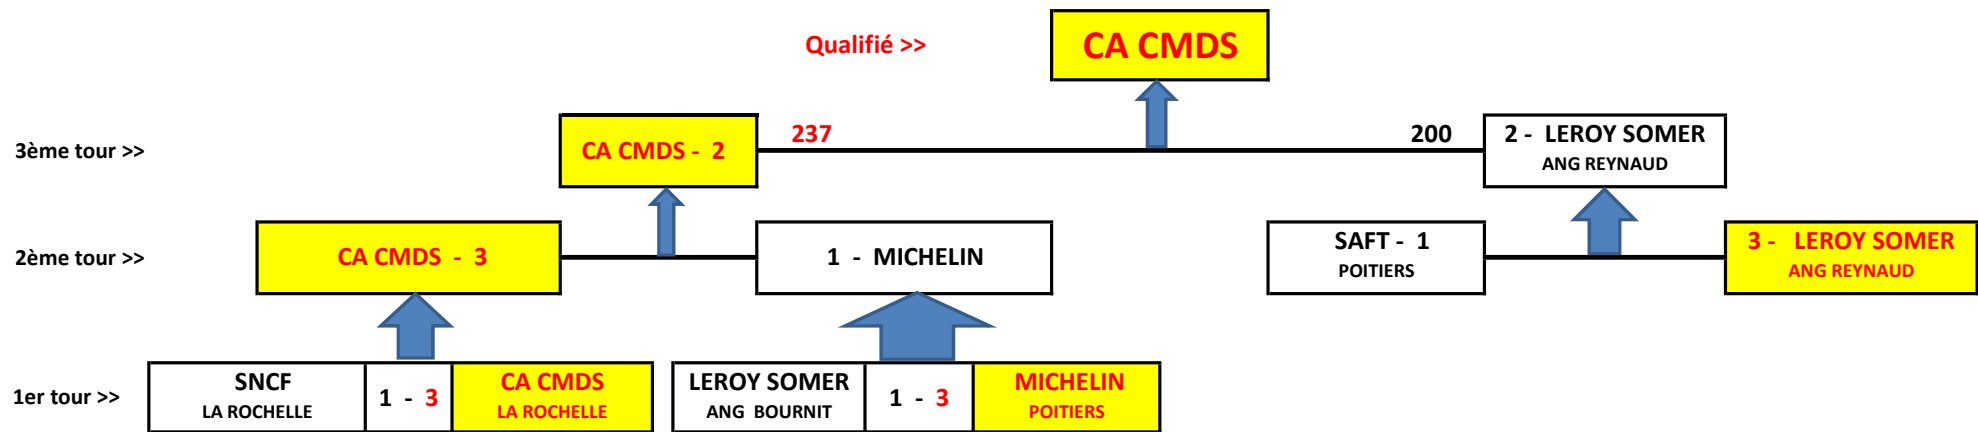 Qualifié >> CA CMDS
3ème tour >> CA CMDS - 2 237 200 2 - LEROY SOMER
ANG REYNAUD
2ème tour >> CA CMDS - 3 1 - MICHELIN SAFT - 1 3 - LEROY SOMER
POITIERS ANG REYNAUD
1er tour >> SNCF 1 - 3 CA CMDS LEROY SOMER 1 - 3 MICHELIN
LA ROCHELLE LA ROCHELLE ANG BOURNIT POITIERS